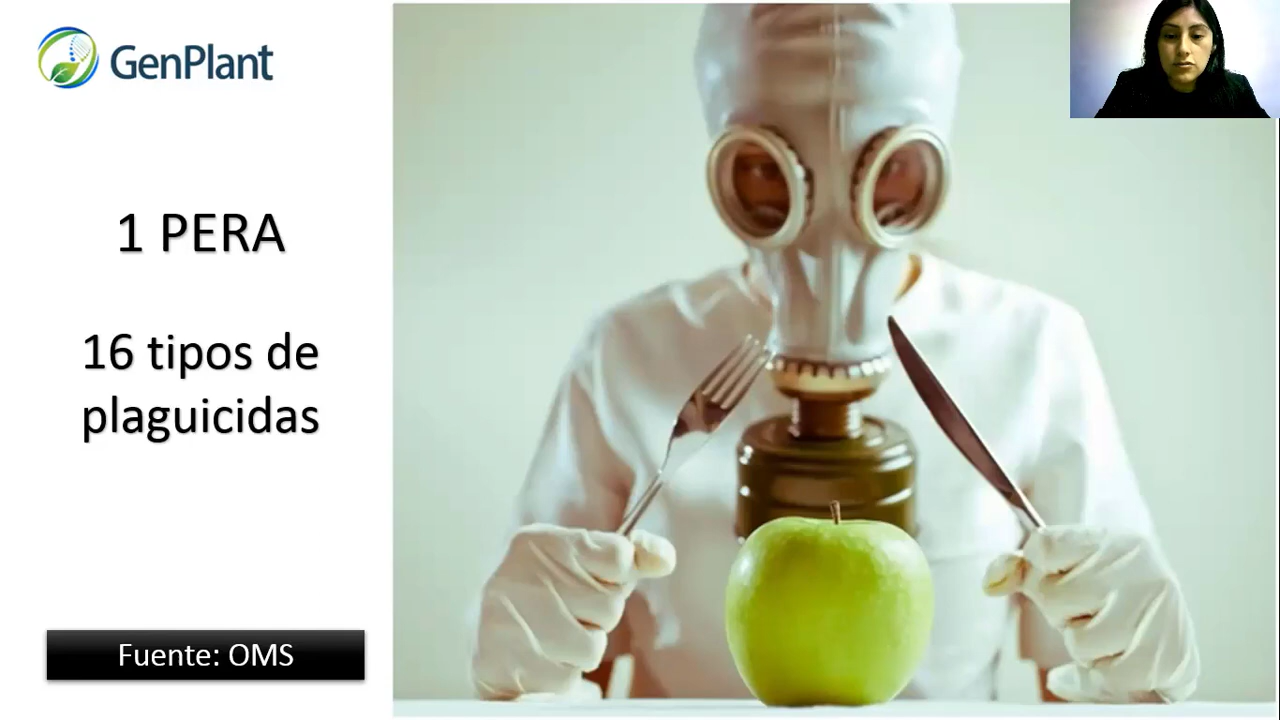 GenPlant
1 PERA
16 tipos de
plaguicidas
Fuente: OMS